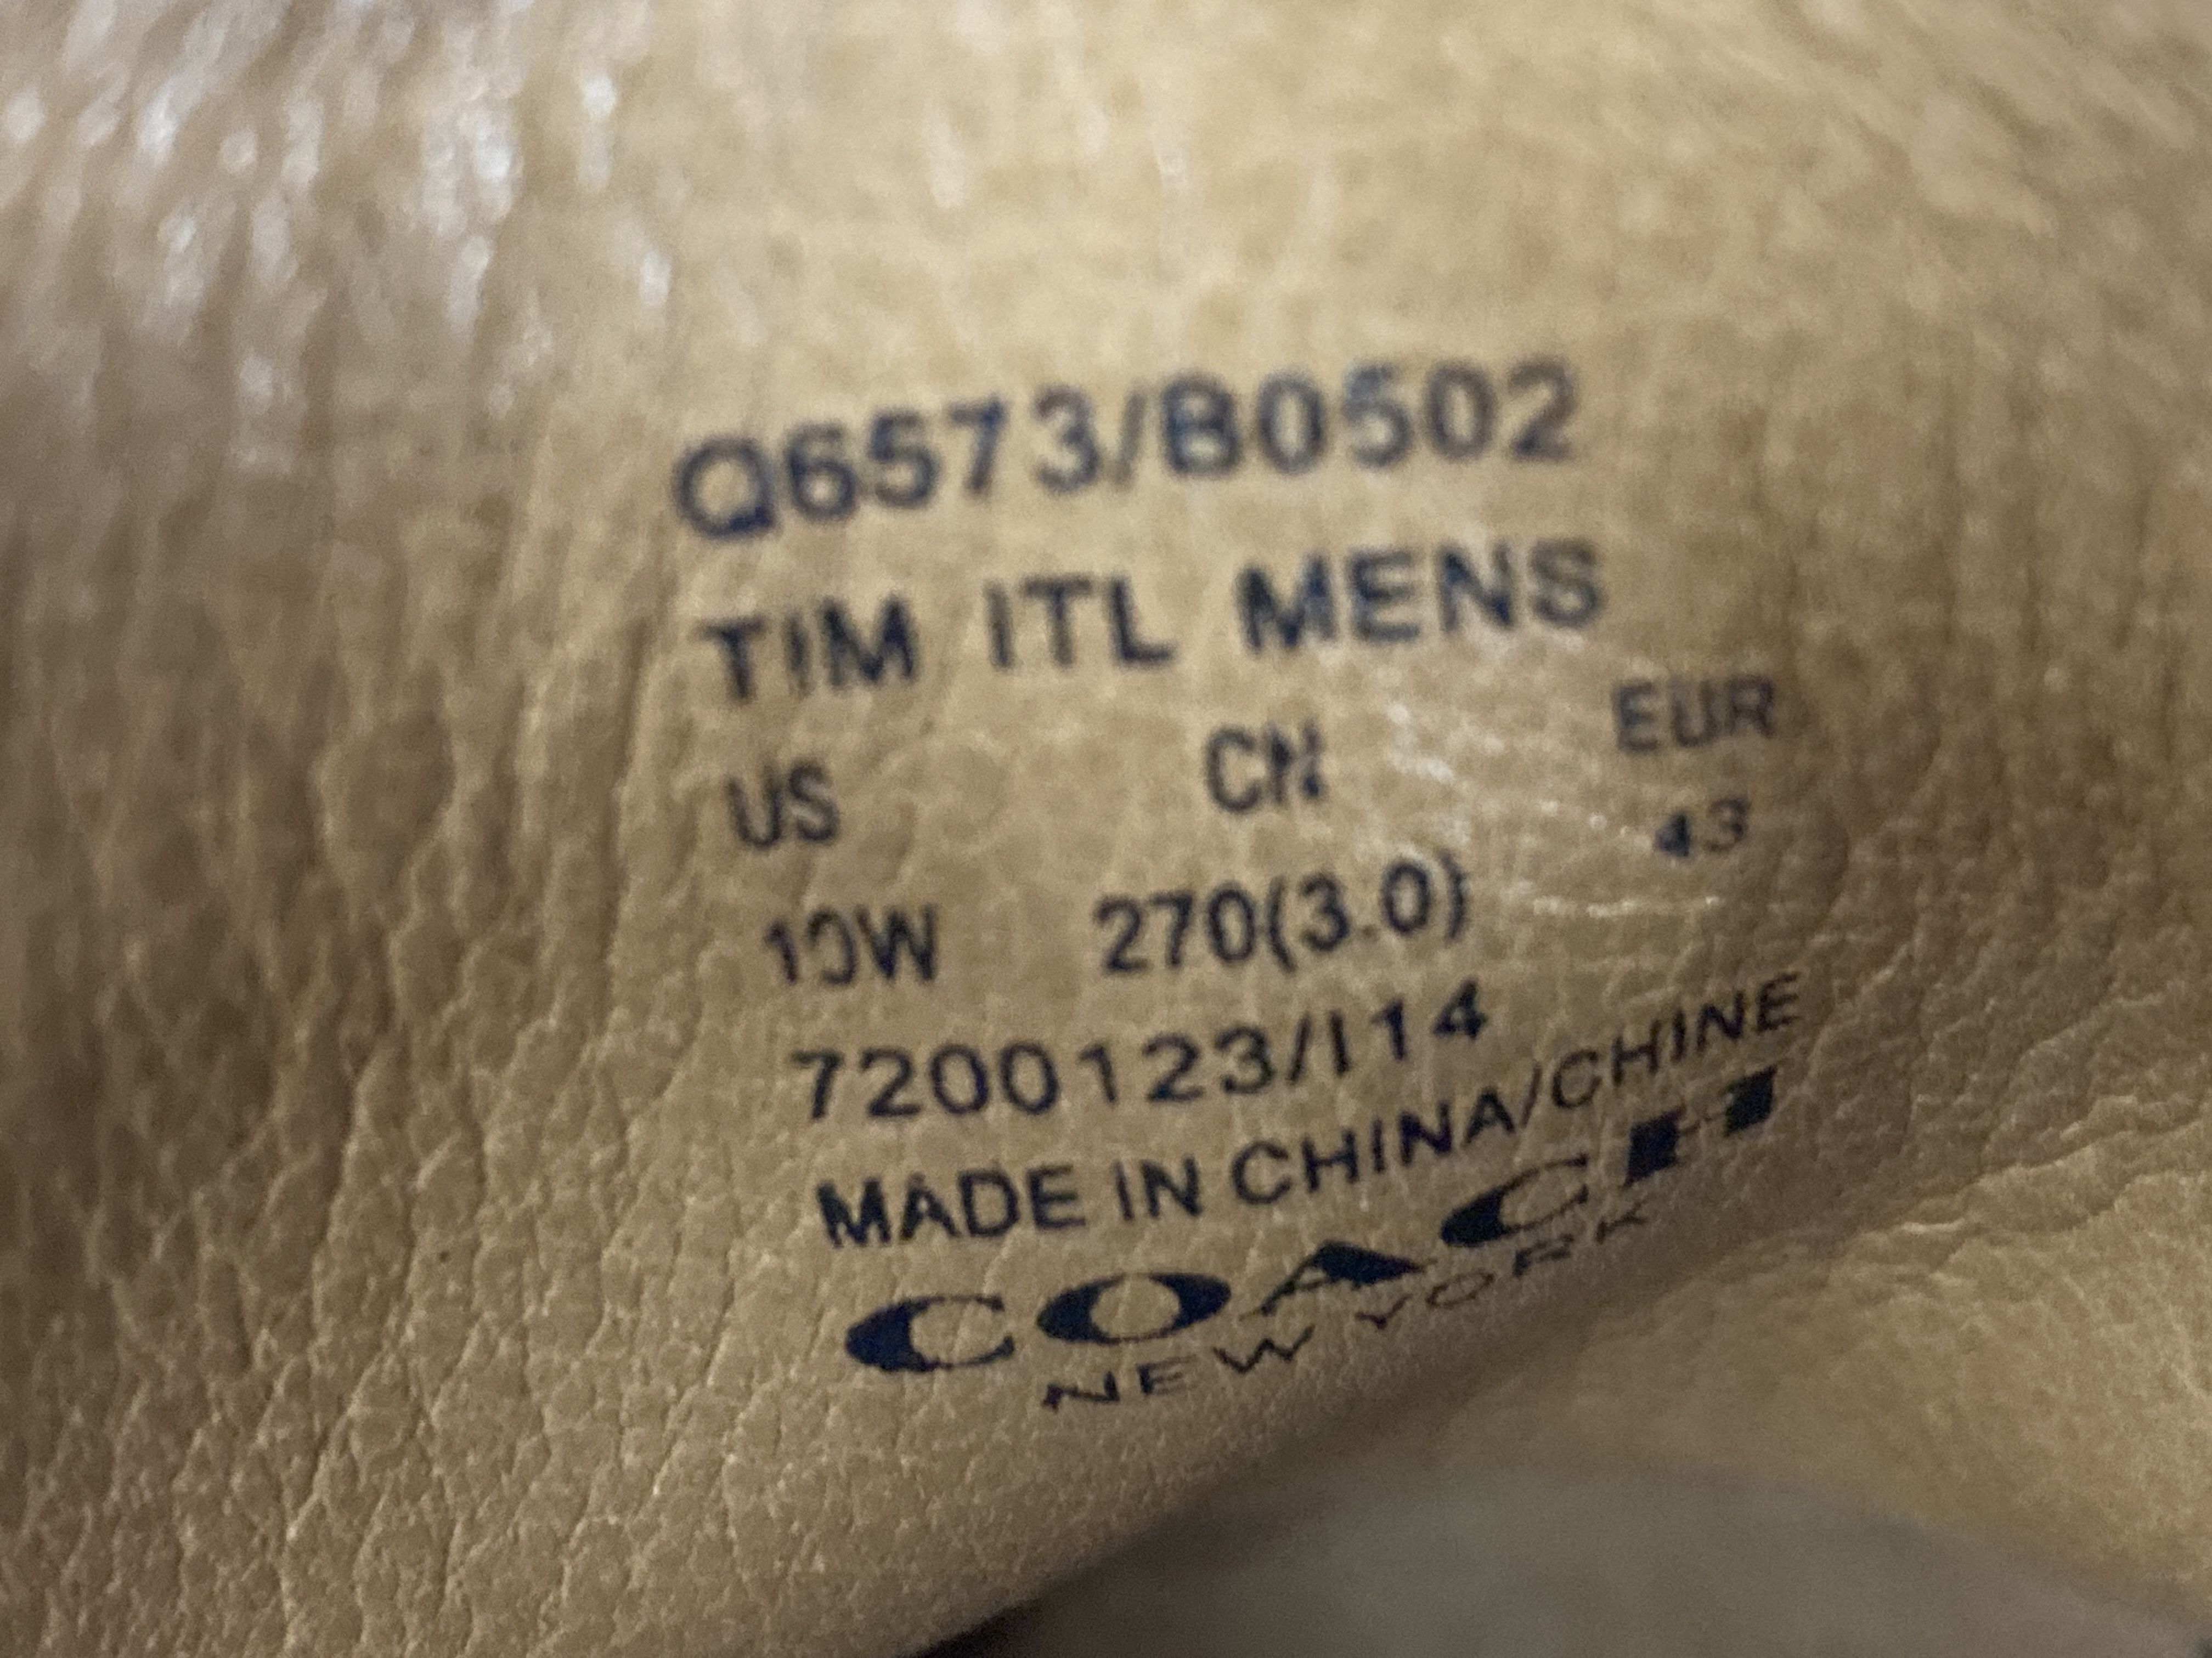 Q6573/B0502
TIM ITL MENS
US CN EUR
10W 270(3.0) 43
7200123/I14
MADE IN CHINA/CHINE
COACH
NEW YORK